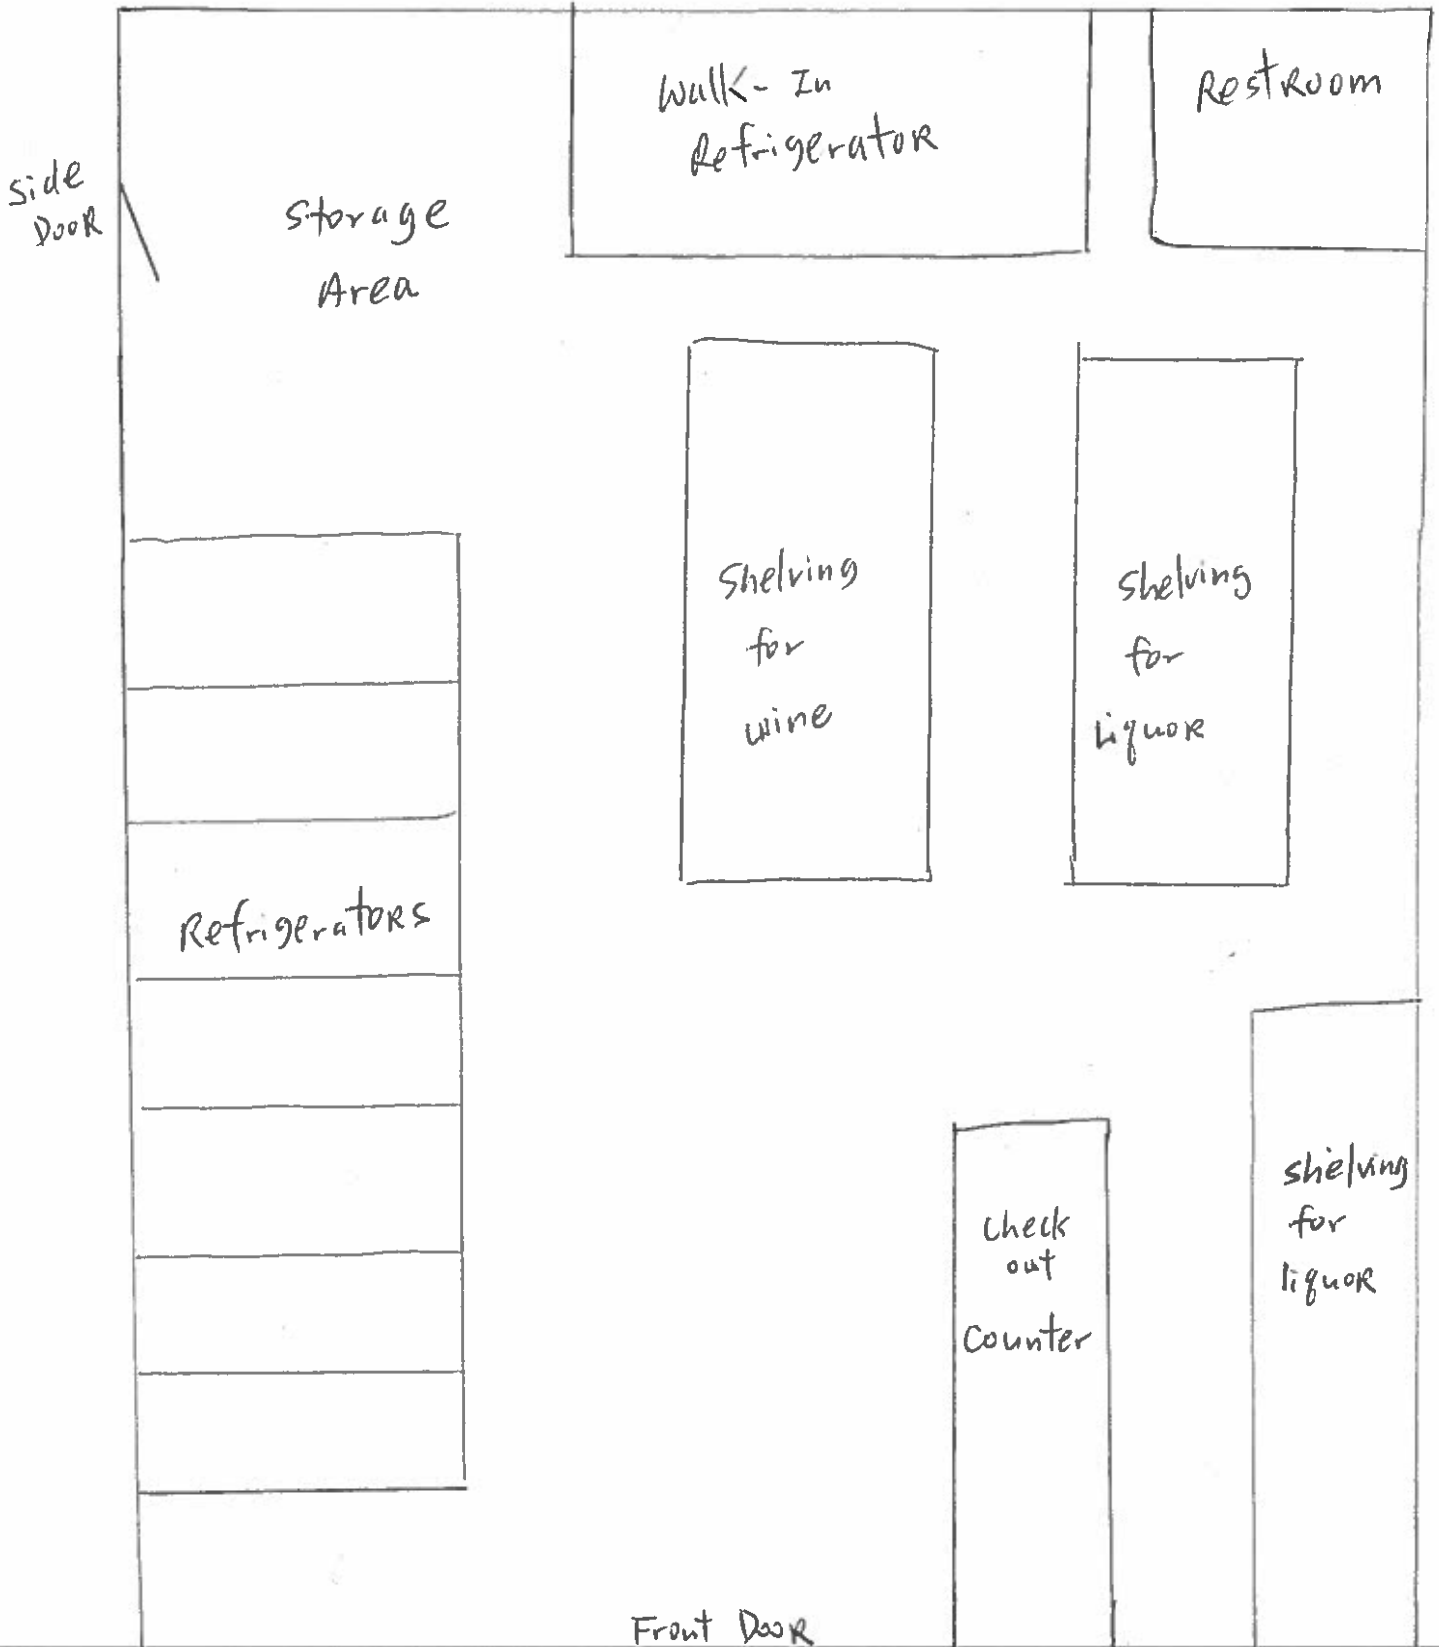 Walk-In
Refrigerator
RestRoom
Side
DooR
Storage
Area
Shelving
for
wine
Shelving
for
LiquoR
RefrigeratoRs
Shelving
for
liquoR
Check
out
Counter
Front DooR